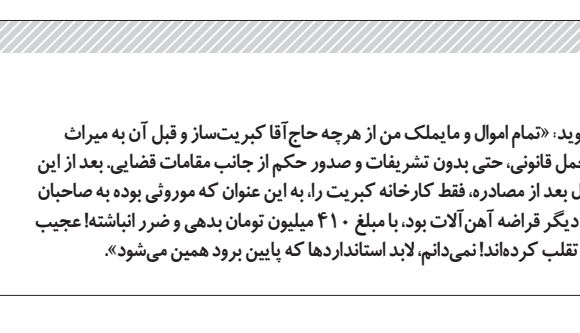 وید: «تمام اموال و مایملک من از هرچه حاج‌آقا کبریت‌ساز و قبل آن به میراث
قانونی، حتی بدون تشریفات و صدور حکم از جانب مقامات قضایی. بعد از این
بعد از مصادره، فقط کارخانه کبریت را، به این عنوان که موروثی بوده به صاحبان
دیگر قراضه آهن‌آلات بود، با مبلغ ۴۱۰ میلیون تومان بدهی و ضرر انباشته! عجیب
تقلب کرده‌اند! نمی‌دانم، لابد استانداردها که پایین برود همین می‌شود».